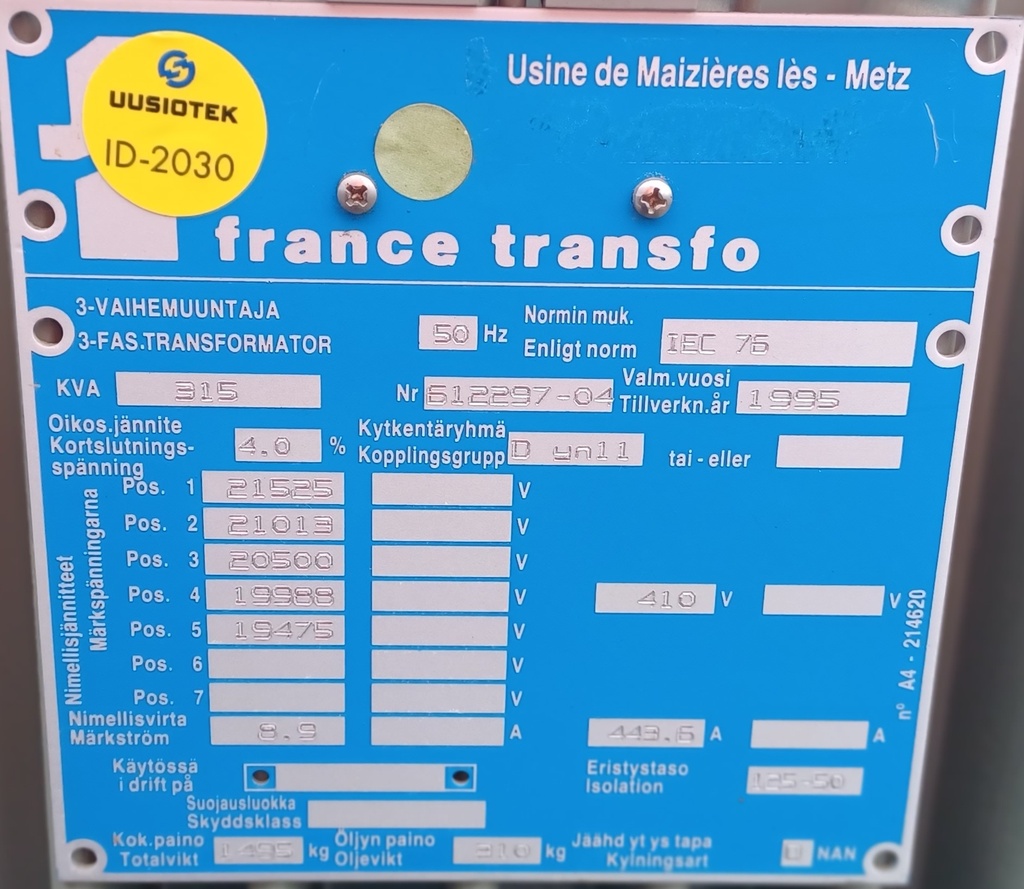 Usine de Maizières lès - Metz
UUSIOTEK
ID-2030
france transfo
3-VAIHEMUUNTAJA
3-FAS.TRANSFORMATOR
50 Hz
Normin muk.
Enligt norm
IEC 76
KVA 315
Nr 612297-04
Valm.vuosi
Tillverkn.år
1995
Oikos.jännite
Kortslutnings-
spänning
4.0 %
Kytkentäryhmä
Kopplingsgrupp
D yn11
tai - eller
Nimellisjännitteet
Märkspänningarna
Pos. 1 21525 V
Pos. 2 21013 V
Pos. 3 20500 V
Pos. 4 19988 V 410 V V
Pos. 5 19475 V
Pos. 6 V
Pos. 7 V
Nimellisvirta
Märkström
8.9 A 443.6 A A
nº A4 - 214620
Käytössä
i drift på
Eristystaso
Isolation
125-50
Suojausluokka
Skyddsklass
Kok.paino
Totalvikt
1495 kg
Öljyn paino
Oljevikt
310 kg
Jäähd yt ys tapa
Kylningsart
NAN